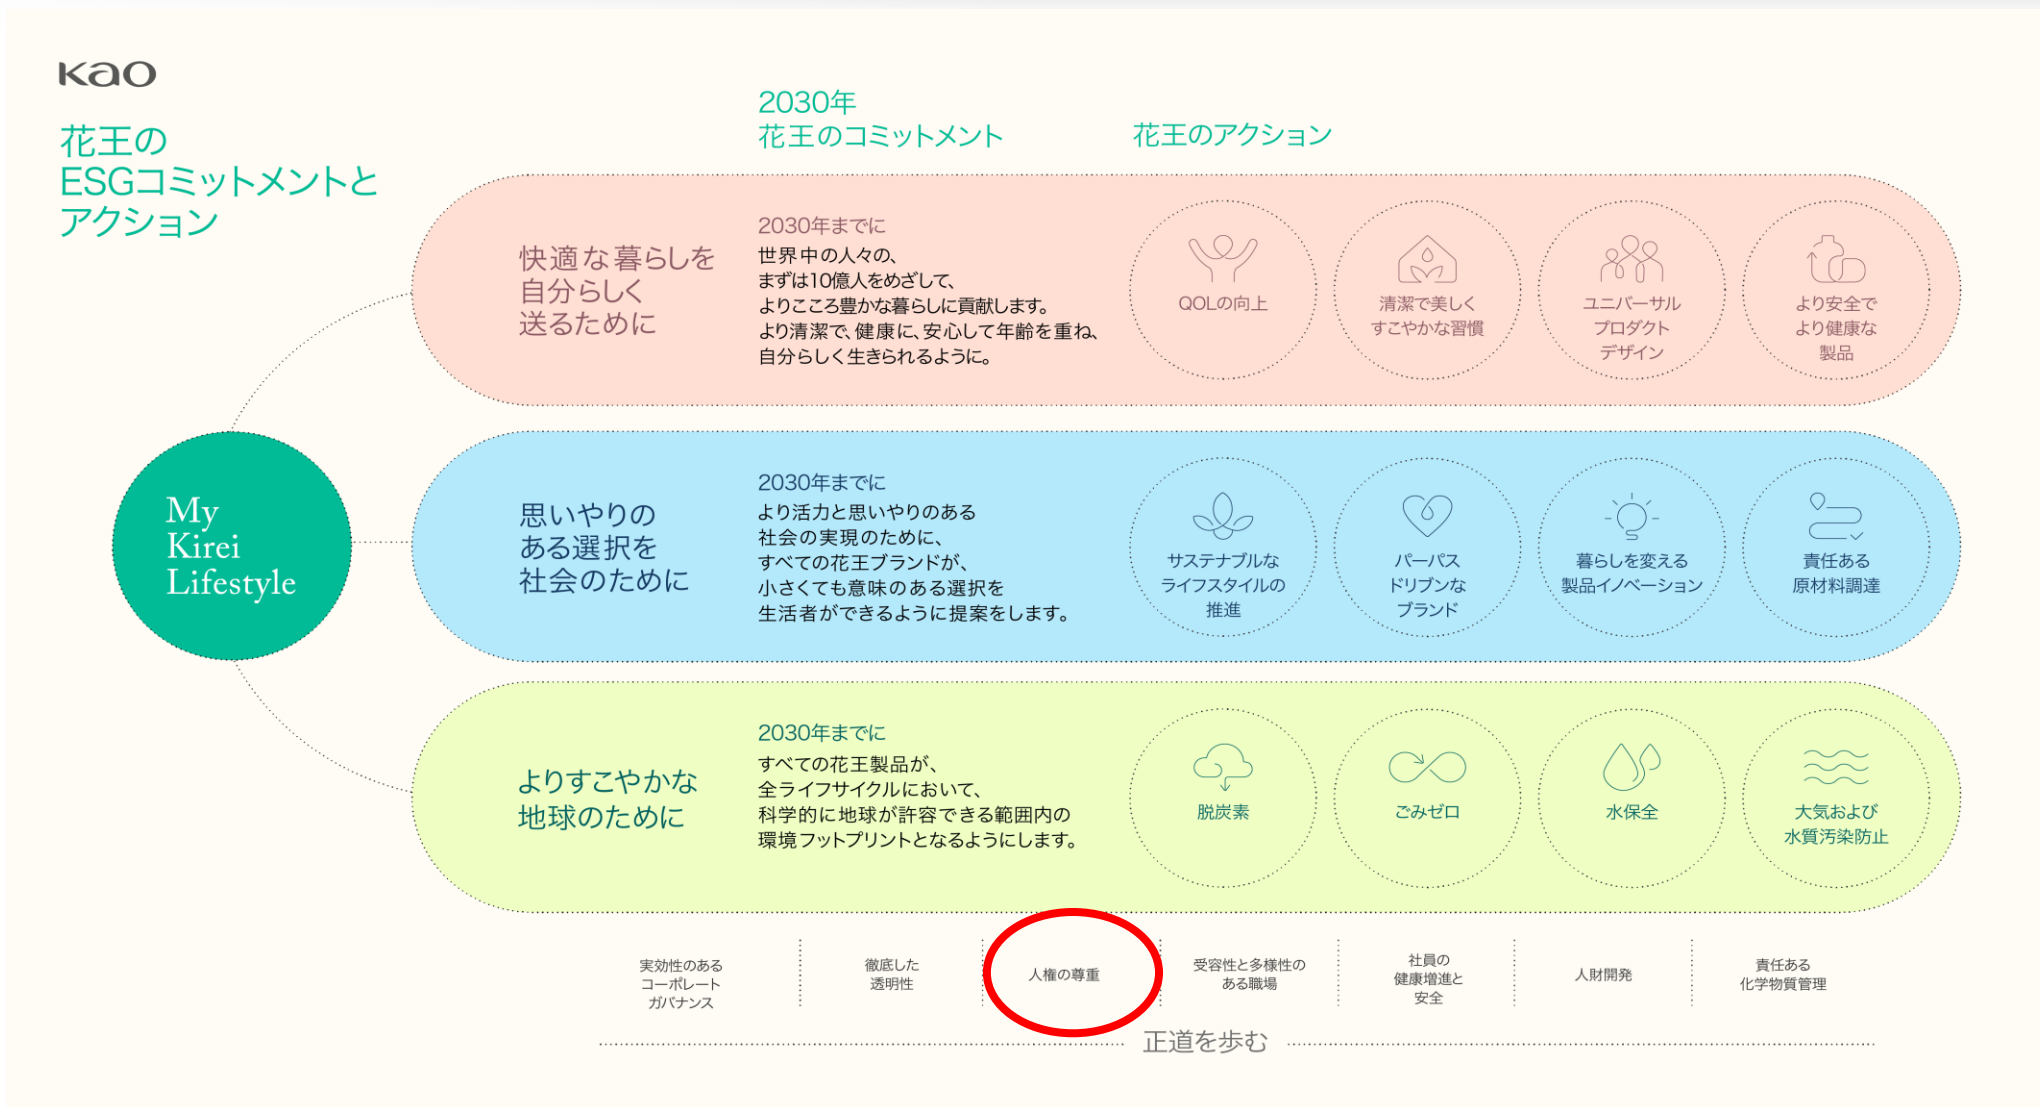 Kao
花王の
ESGコミットメントと
アクション
2030年
花王のコミットメント
花王のアクション
My
Kirei
Lifestyle
快適な暮らしを
自分らしく
送るために
2030年までに
世界中の人々の、
まずは10億人をめざして、
よりこころ豊かな暮らしに貢献します。
より清潔で、健康に、安心して年齢を重ね、
自分らしく生きられるように。
QOLの向上
清潔で美しく
すこやかな習慣
ユニバーサル
プロダクト
デザイン
より安全で
より健康な
製品
思いやりの
ある選択を
社会のために
2030年までに
より活力と思いやりのある
社会の実現のために、
すべての花王ブランドが、
小さくても意味のある選択を
生活者ができるように提案をします。
サステナブルな
ライフスタイルの
推進
パーパス
ドリブンな
ブランド
暮らしを変える
製品イノベーション
責任ある
原材料調達
よりすこやかな
地球のために
2030年までに
すべての花王製品が、
全ライフサイクルにおいて、
科学的に地球が許容できる範囲内の
環境フットプリントとなるようにします。
脱炭素
ごみゼロ
水保全
大気および
水質汚染防止
実効性のある
コーポレート
ガバナンス
徹底した
透明性
人権の尊重
受容性と多様性の
ある職場
社員の
健康増進と
安全
人財開発
責任ある
化学物質管理
正道を歩む